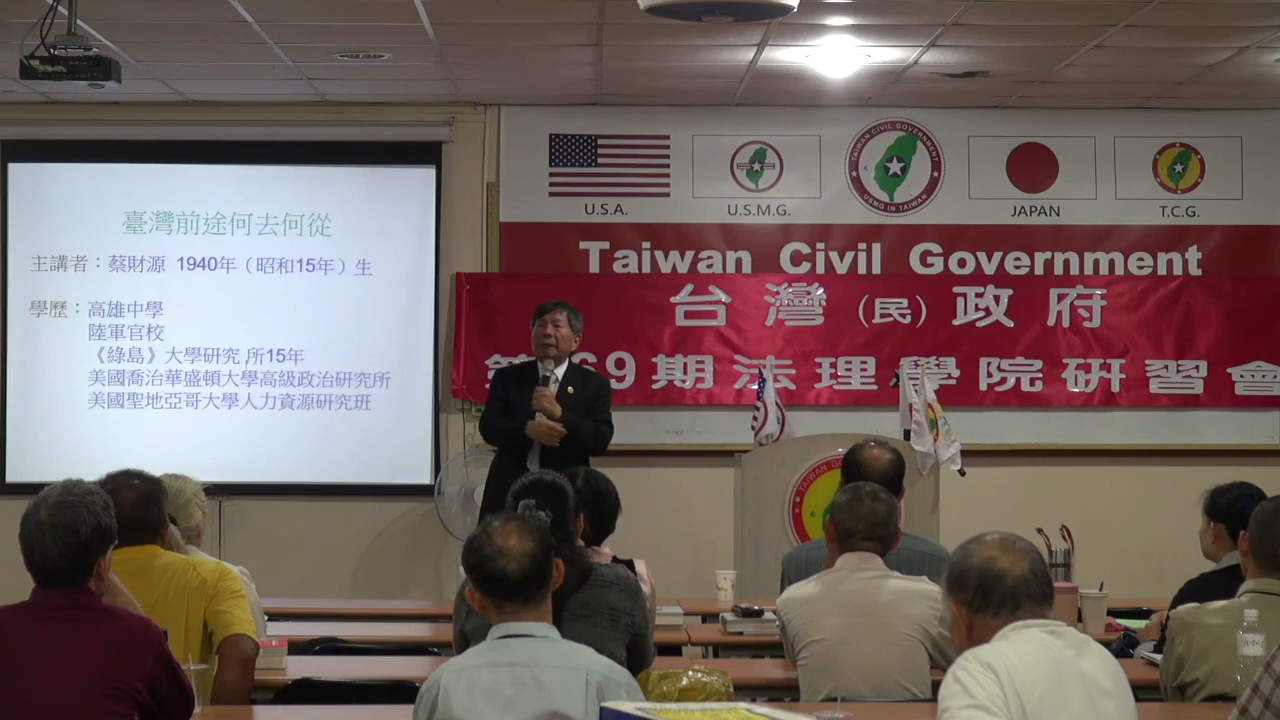 臺灣前途何去何從
主講者：蔡財源 1940年（昭和15年）生
學歷：高雄中學
陸軍官校
《綠島》大學研究 所15年
美國喬治華盛頓大學高級政治研究所
美國聖地亞哥大學人力資源研究班
TAIWAN CIVIL GOVERNMENT
USMG IN TAIWAN
U.S.A.
U.S.M.G.
JAPAN
T.C.G.
Taiwan Civil Government
台灣(民)政府
69期法理學院研習會